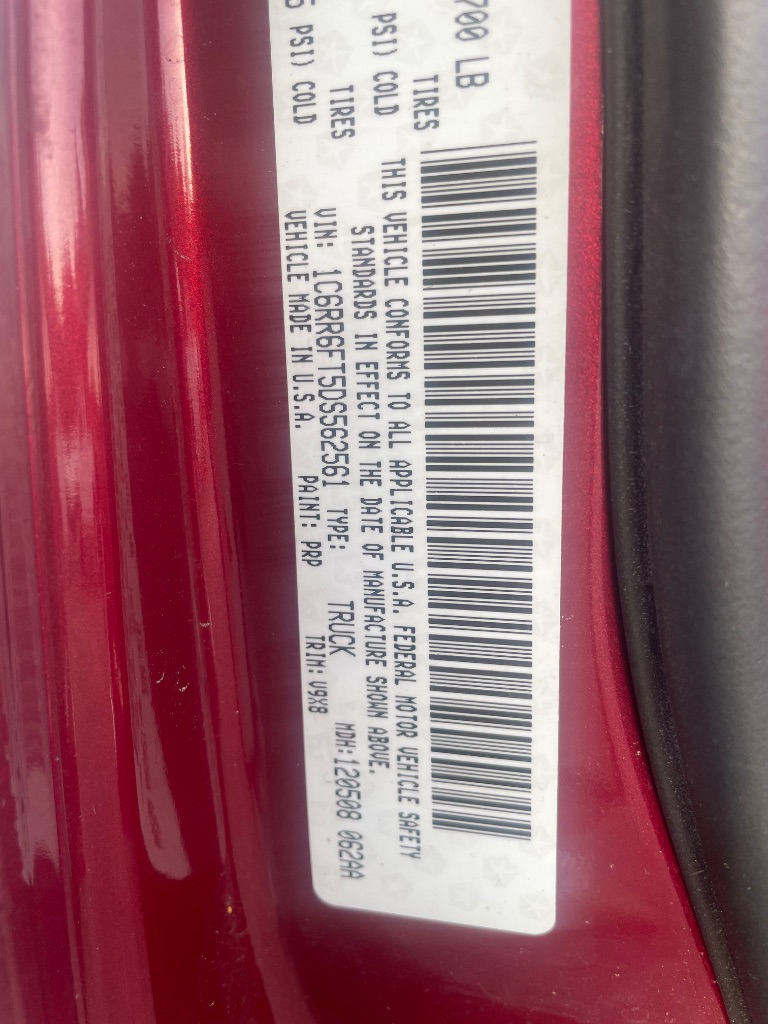 700 LB
TIRES
PSI) COLD
TIRES
5 PSI) COLD
THIS VEHICLE CONFORMS TO ALL APPLICABLE U.S.A. FEDERAL MOTOR VEHICLE SAFETY
STANDARDS IN EFFECT ON THE DATE OF MANUFACTURE SHOWN ABOVE.
VIN: 1C6RR6FT5DS562561 TYPE: TRUCK MDH:120508 062AA
VEHICLE MADE IN U.S.A. PAINT: PRP TRIM: V9X8